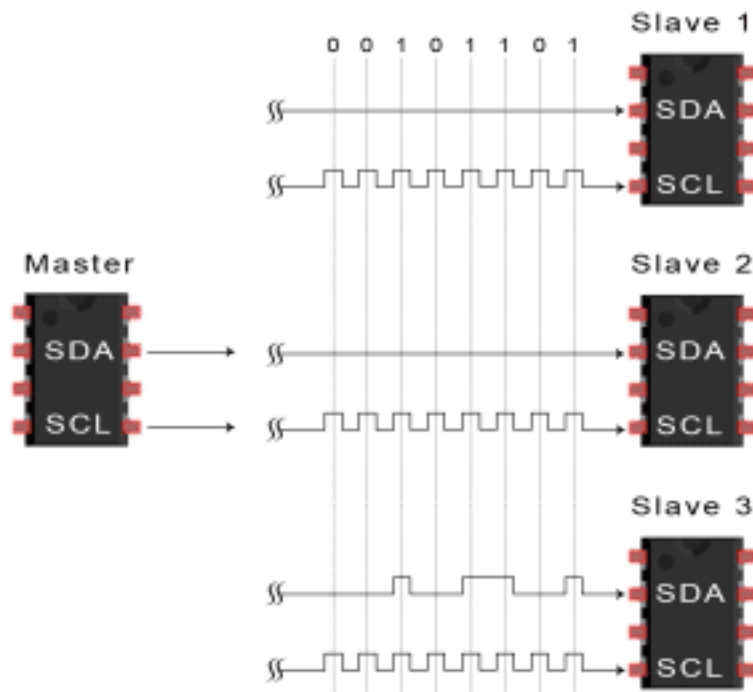 Slave 1
0 0 1 0 1 1 0 1
SDA
SCL
Master
SDA
SCL
Slave 2
SDA
SCL
Slave 3
SDA
SCL